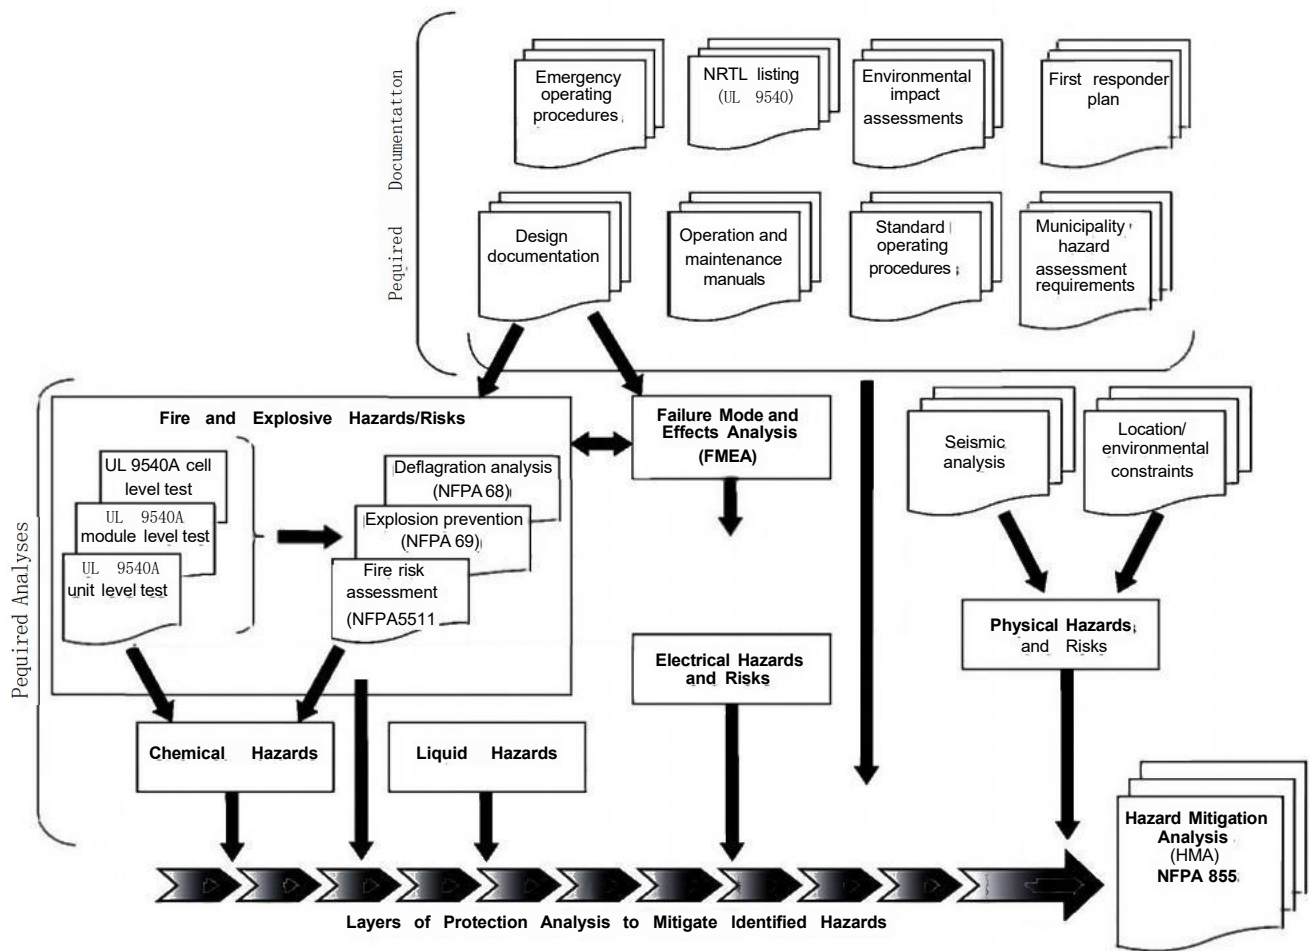 Pequired Documentatton
Emergency
operating
procedures
NRTL listing
(UL 9540)
Environmental
impact
assessments
First responder
plan
Design
documentation
Operation and
maintenance
manuals
Standard
operating
procedures
Municipality
hazard
assessment
requirements
Pequired Analyses
Fire and Explosive Hazards/Risks
UL 9540A cell
level test
UL 9540A
module level test
UL 9540A
unit level test
Deflagration analysis
(NFPA 68)
Explosion prevention
(NFPA 69)
Fire risk
assessment
(NFPA5511
Failure Mode and
Effects Analysis
(FMEA)
Seismic
analysis
Location/
environmental
constraints
Physical Hazards
and Risks
Electrical Hazards
and Risks
Chemical Hazards
Liquid Hazards
Hazard Mitigation
Analysis
(HMA)
NFPA 855
Layers of Protection Analysis to Mitigate Identified Hazards